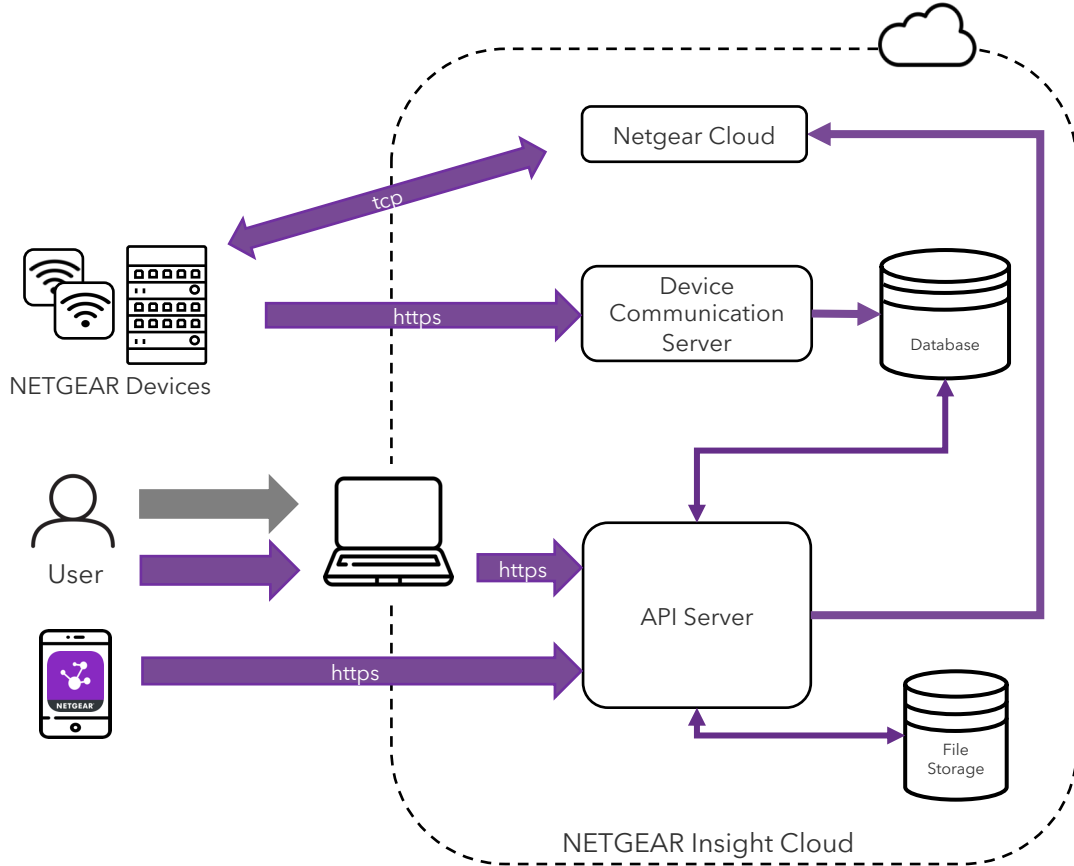 Netgear Cloud
tcp
Device
Communication
Server
https
Database
NETGEAR Devices
User
https
API Server
https
NETGEAR
File
Storage
NETGEAR Insight Cloud